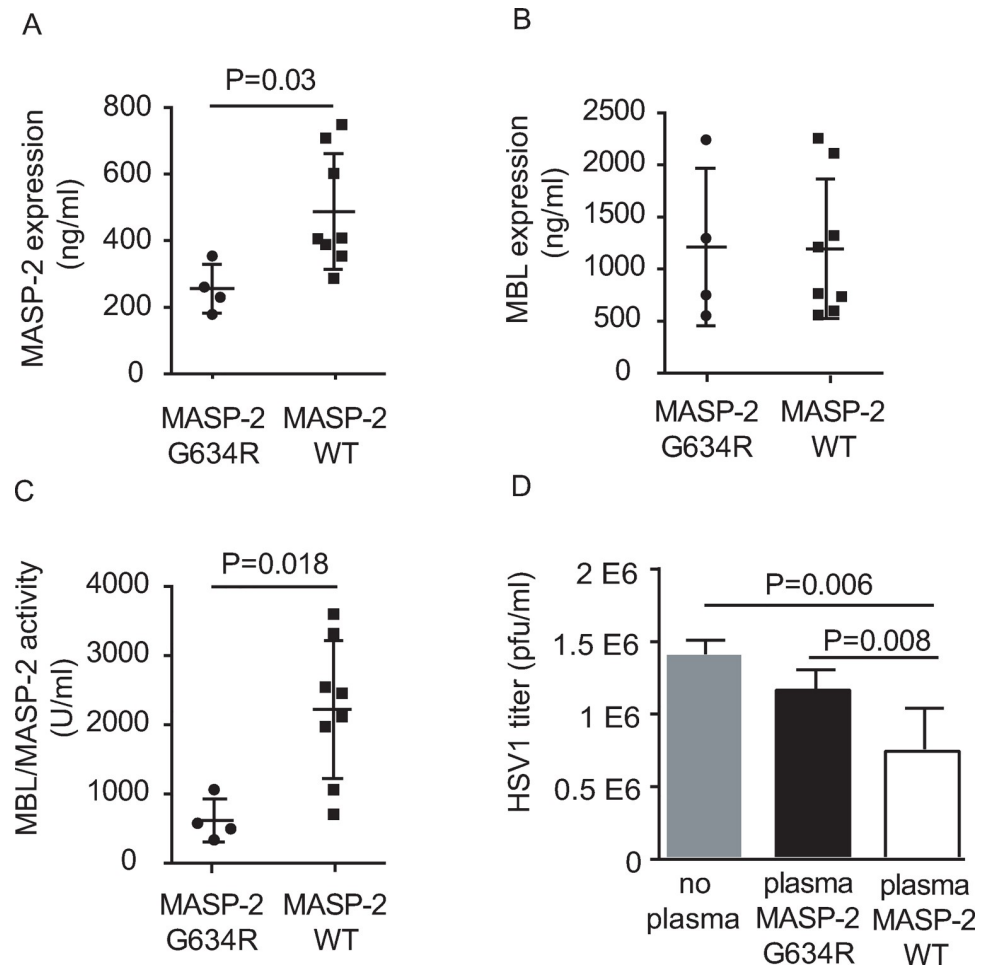 A
P=0.03
MASP-2 expression
(ng/ml)
800
600
400
200
0
MASP-2
G634R
MASP-2
WT
B
MBL expression
(ng/ml)
2500
2000
1500
1000
500
0
MASP-2
G634R
MASP-2
WT
C
P=0.018
MBL/MASP-2 activity
(U/ml)
4000
3000
2000
1000
0
MASP-2
G634R
MASP-2
WT
D
HSV1 titer (pfu/ml)
2 E6
1.5 E6
1 E6
0.5 E6
0
P=0.006
P=0.008
no
plasma
plasma
MASP-2
G634R
plasma
MASP-2
WT